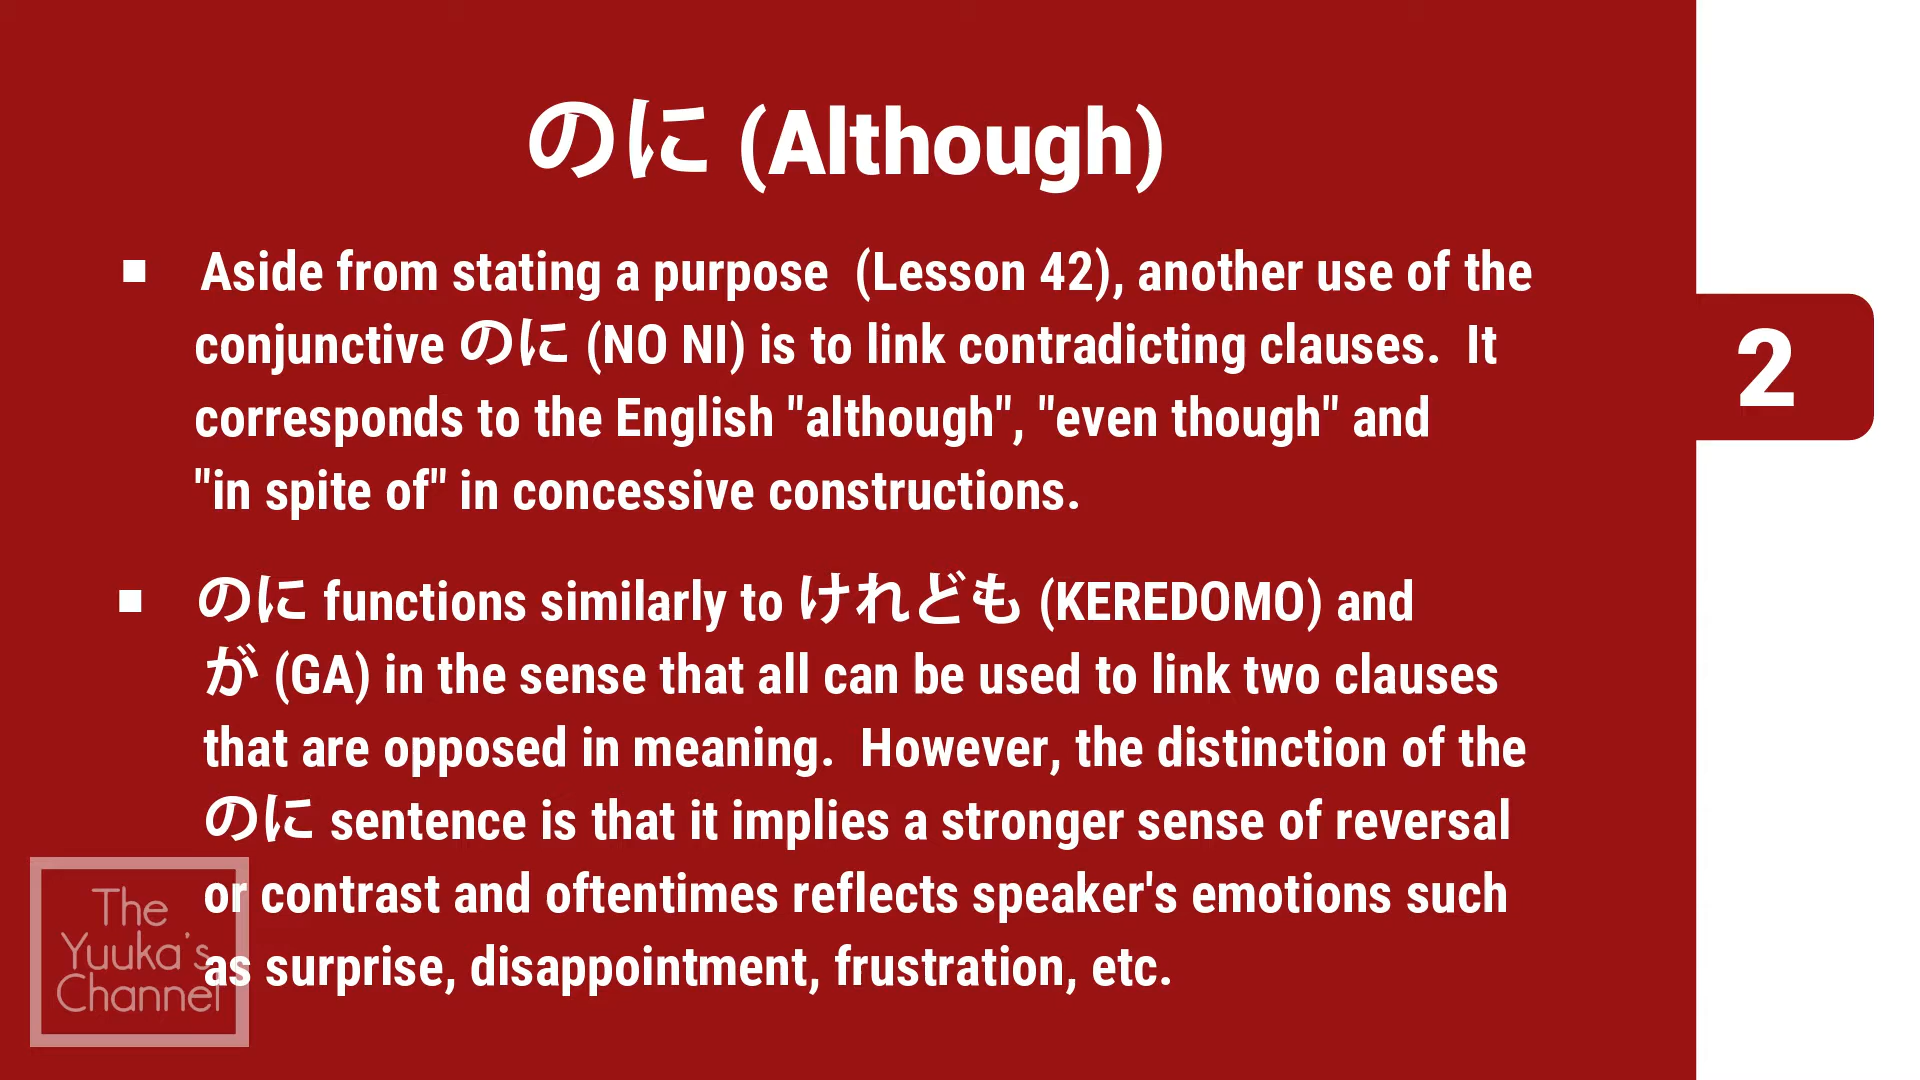 のに (Although)
■ Aside from stating a purpose (Lesson 42), another use of the
conjunctive のに (NO NI) is to link contradicting clauses. It
corresponds to the English "although", "even though" and
"in spite of" in concessive constructions.
2
■ のに functions similarly to けれども (KEREDOMO) and
が (GA) in the sense that all can be used to link two clauses
that are opposed in meaning. However, the distinction of the
のに sentence is that it implies a stronger sense of reversal
or contrast and oftentimes reflects speaker's emotions such
as surprise, disappointment, frustration, etc.
The
Yuuka's
Channel